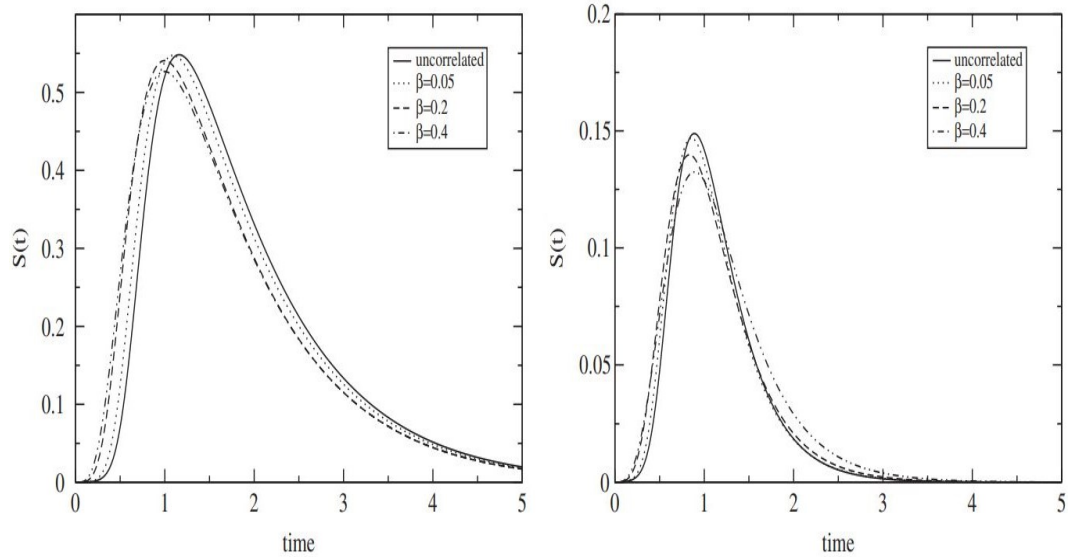 uncorrelated
β=0.05
β=0.2
β=0.4
0.5
0.4
0.3
0.2
0.1
0
S(t)
0 1 2 3 4 5
time
uncorrelated
β=0.05
β=0.2
β=0.4
0.2
0.15
0.1
0.05
0
S(t)
0 1 2 3 4 5
time